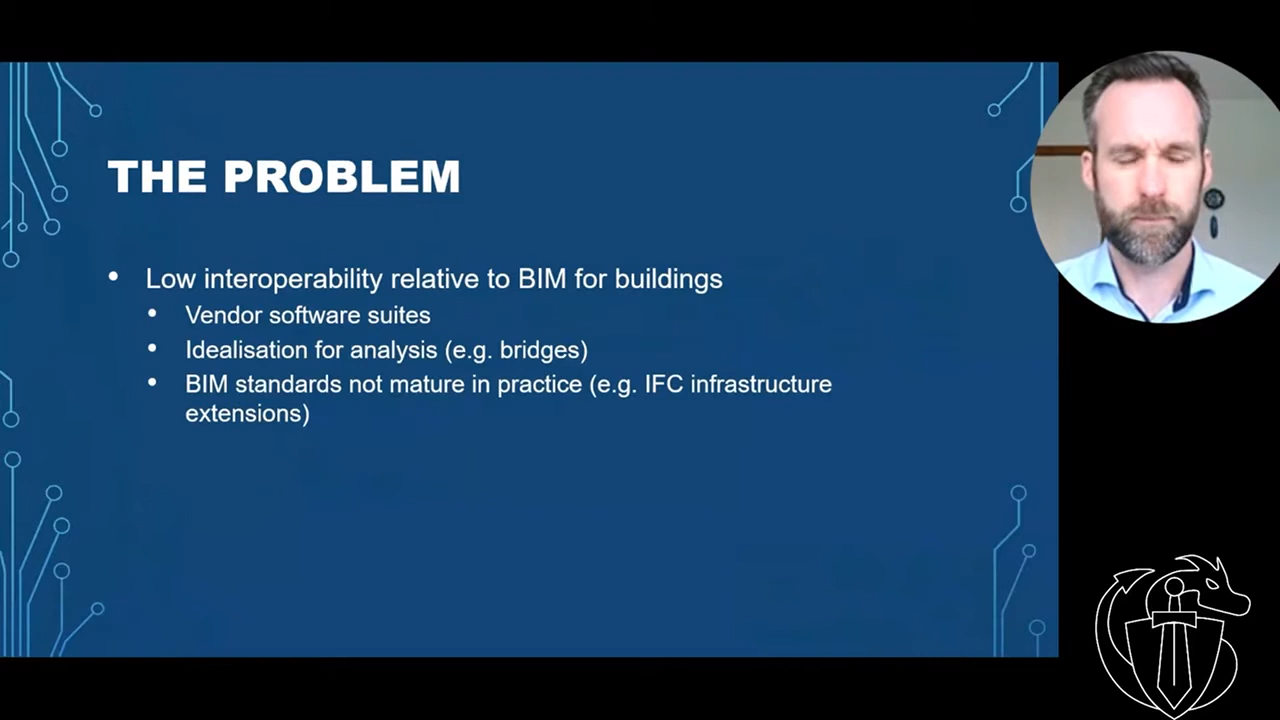 THE PROBLEM
• Low interoperability relative to BIM for buildings
• Vendor software suites
• Idealisation for analysis (e.g. bridges)
• BIM standards not mature in practice (e.g. IFC infrastructure
extensions)